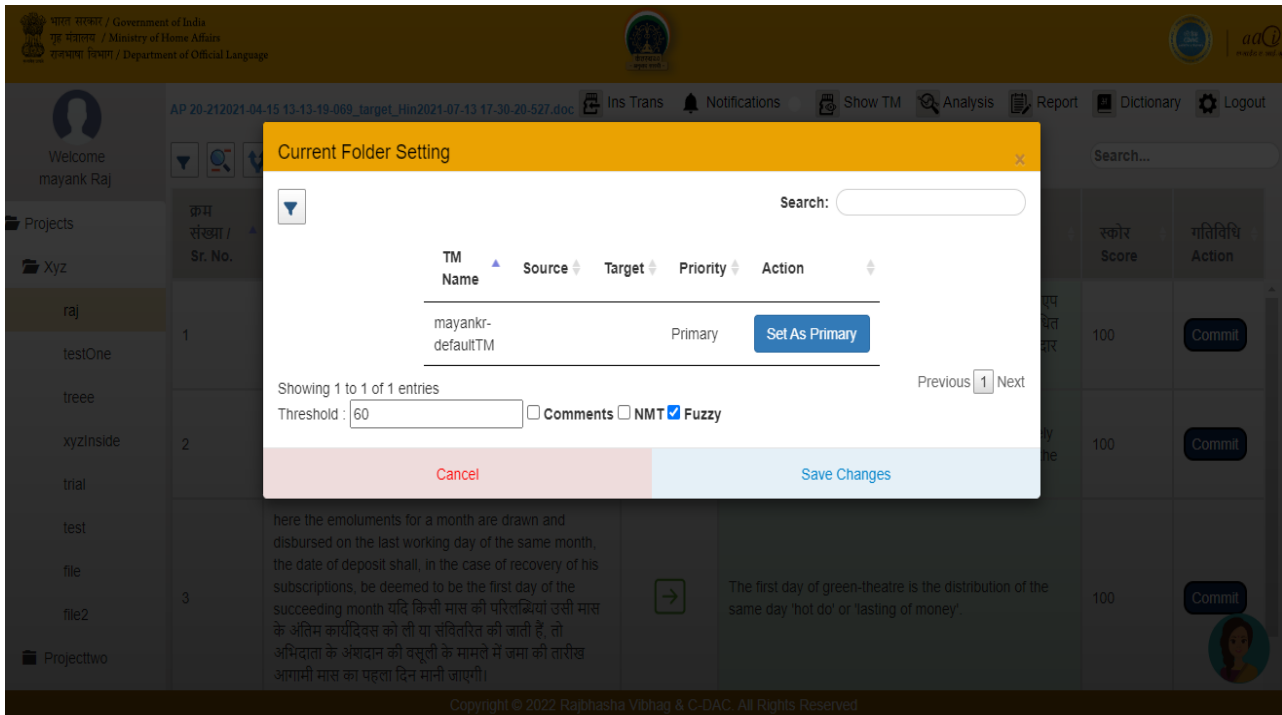 भारत सरकार / Government of India
गृह मंत्रालय / Ministry of Home Affairs
राजभाषा विभाग / Department of Official Language
Welcome
mayank Raj
Projects
Xyz
raj
testOne
treee
xyzInside
trial
test
file
file2
Projecttwo
AP 20-212021-04-15 13-13-19-069_target_Hin2021-07-13 17-30-20-527.doc
Ins Trans
Notifications
Show TM
Analysis
Report
Dictionary
Logout
Search...
क्रम
संख्या /
Sr. No.
स्कोर
Score
गतिविधि
Action
Current Folder Setting
x
Search:
TM
Name
Source
Target
Priority
Action
mayankr-
defaultTM
Primary
Set As Primary
Showing 1 to 1 of 1 entries
Previous 1 Next
Threshold : 60
Comments
NMT
Fuzzy
Cancel
Save Changes
1
100
Commit
2
100
Commit
3
here the emoluments for a month are drawn and
disbursed on the last working day of the same month,
the date of deposit shall, in the case of recovery of his
subscriptions, be deemed to be the first day of the
succeeding month यदि किसी मास की परिलब्धियां उसी मास
के अंतिम कार्यदिवस को ली या संवितरित की जाती हैं, तो
अभिदाता के अंशदान की वसूली के मामले में जमा की तारीख
आगामी मास का पहला दिन मानी जाएगी।
The first day of green-theatre is the distribution of the
same day 'hot do' or 'lasting of money'.
100
Commit
Copyright © 2022 Rajbhasha Vibhag & C-DAC. All Rights Reserved